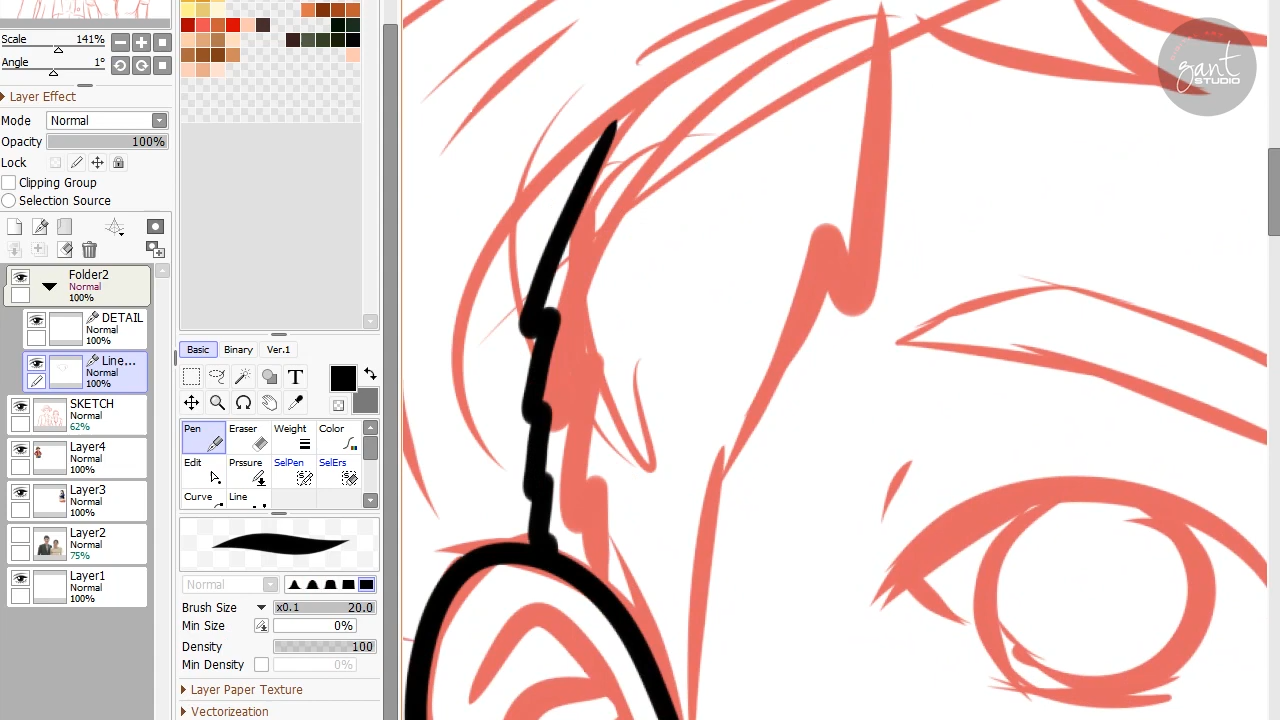 Scale 141%
Angle 1°
Layer Effect
Mode Normal
Opacity 100%
Lock
Clipping Group
Selection Source
Folder2
Normal
100%
DETAIL
Normal
100%
Line...
Normal
100%
SKETCH
Normal
62%
Layer4
Normal
100%
Layer3
Normal
100%
Layer2
Normal
75%
Layer1
Normal
100%
Basic Binary Ver.1
T
Pen Eraser Weight Color
Edit Prssure SelPen SelErs
Curve Line
Normal
Brush Size x0.1 20.0
Min Size 0%
Density 100
Min Density 0%
Layer Paper Texture
Vectorizeation
gant
STUDIO